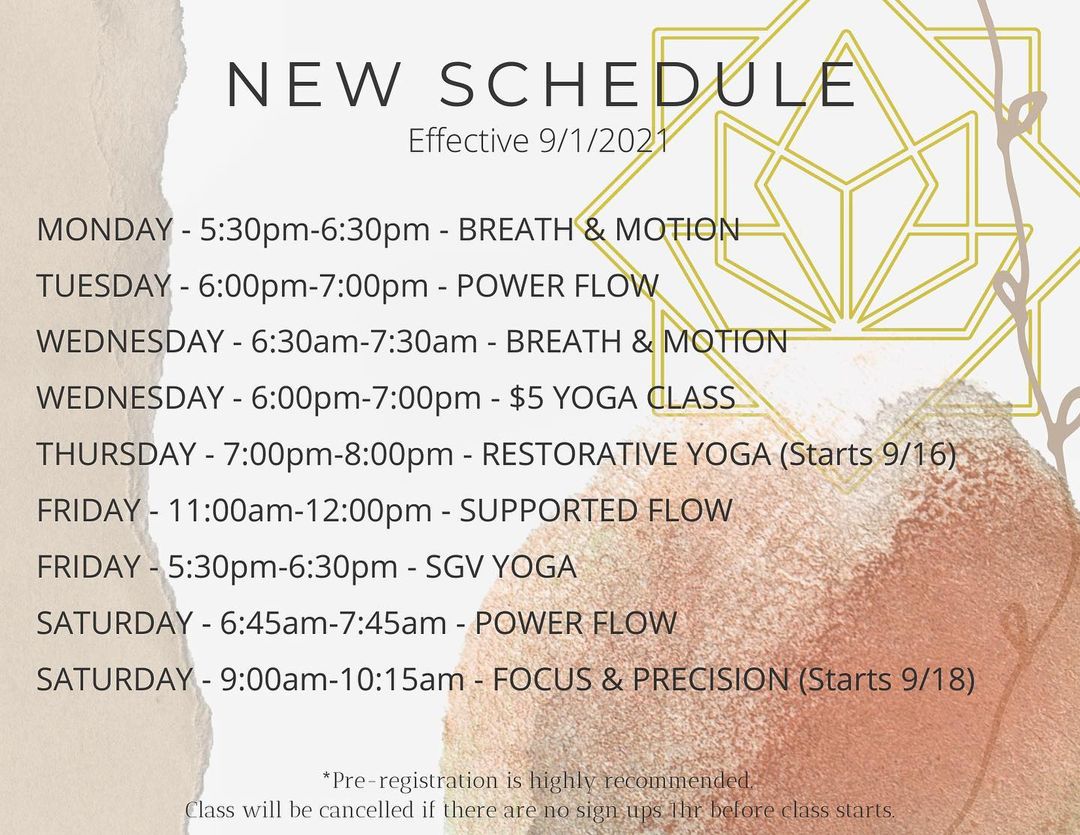 NEW SCHEDULE
Effective 9/1/2021
MONDAY - 5:30pm-6:30pm - BREATH & MOTION
TUESDAY - 6:00pm-7:00pm - POWER FLOW
WEDNESDAY - 6:30am-7:30am - BREATH & MOTION
WEDNESDAY - 6:00pm-7:00pm - $5 YOGA CLASS
THURSDAY - 7:00pm-8:00pm - RESTORATIVE YOGA (Starts 9/16)
FRIDAY - 11:00am-12:00pm - SUPPORTED FLOW
FRIDAY - 5:30pm-6:30pm - SGV YOGA
SATURDAY - 6:45am-7:45am - POWER FLOW
SATURDAY - 9:00am-10:15am - FOCUS & PRECISION (Starts 9/18)
*Pre-registration is highly recommended.
Class will be cancelled if there are no sign ups 1hr before class starts.